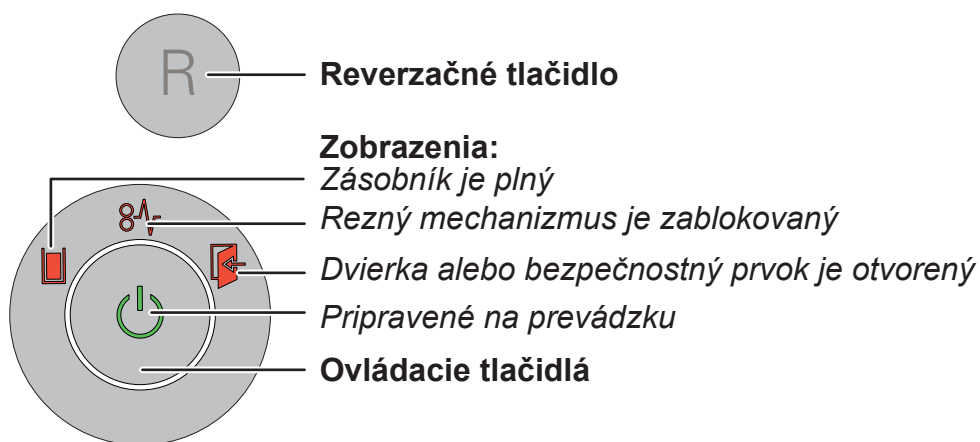 R
Reverzačné tlačidlo
Zobrazenia:
Zásobník je plný
Rezný mechanizmus je zablokovaný
Dvierka alebo bezpečnostný prvok je otvorený
Pripravené na prevádzku
Ovládacie tlačidlá